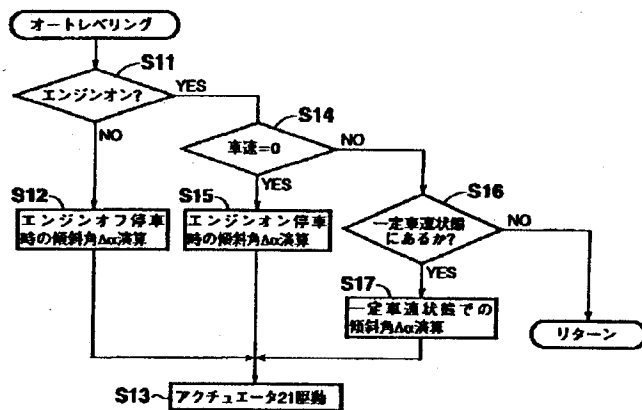 オートレベリング
S11
エンジンオン?
YES
NO
S14
車速=0
NO
YES
S12
エンジンオフ停車
時の傾斜角Δα演算
S15
エンジンオン停車
時の傾斜角Δα演算
S16
一定車速状態
にあるか?
NO
YES
S17
一定車速状態での
傾斜角Δα演算
リターン
S13
アクチュエータ21駆動